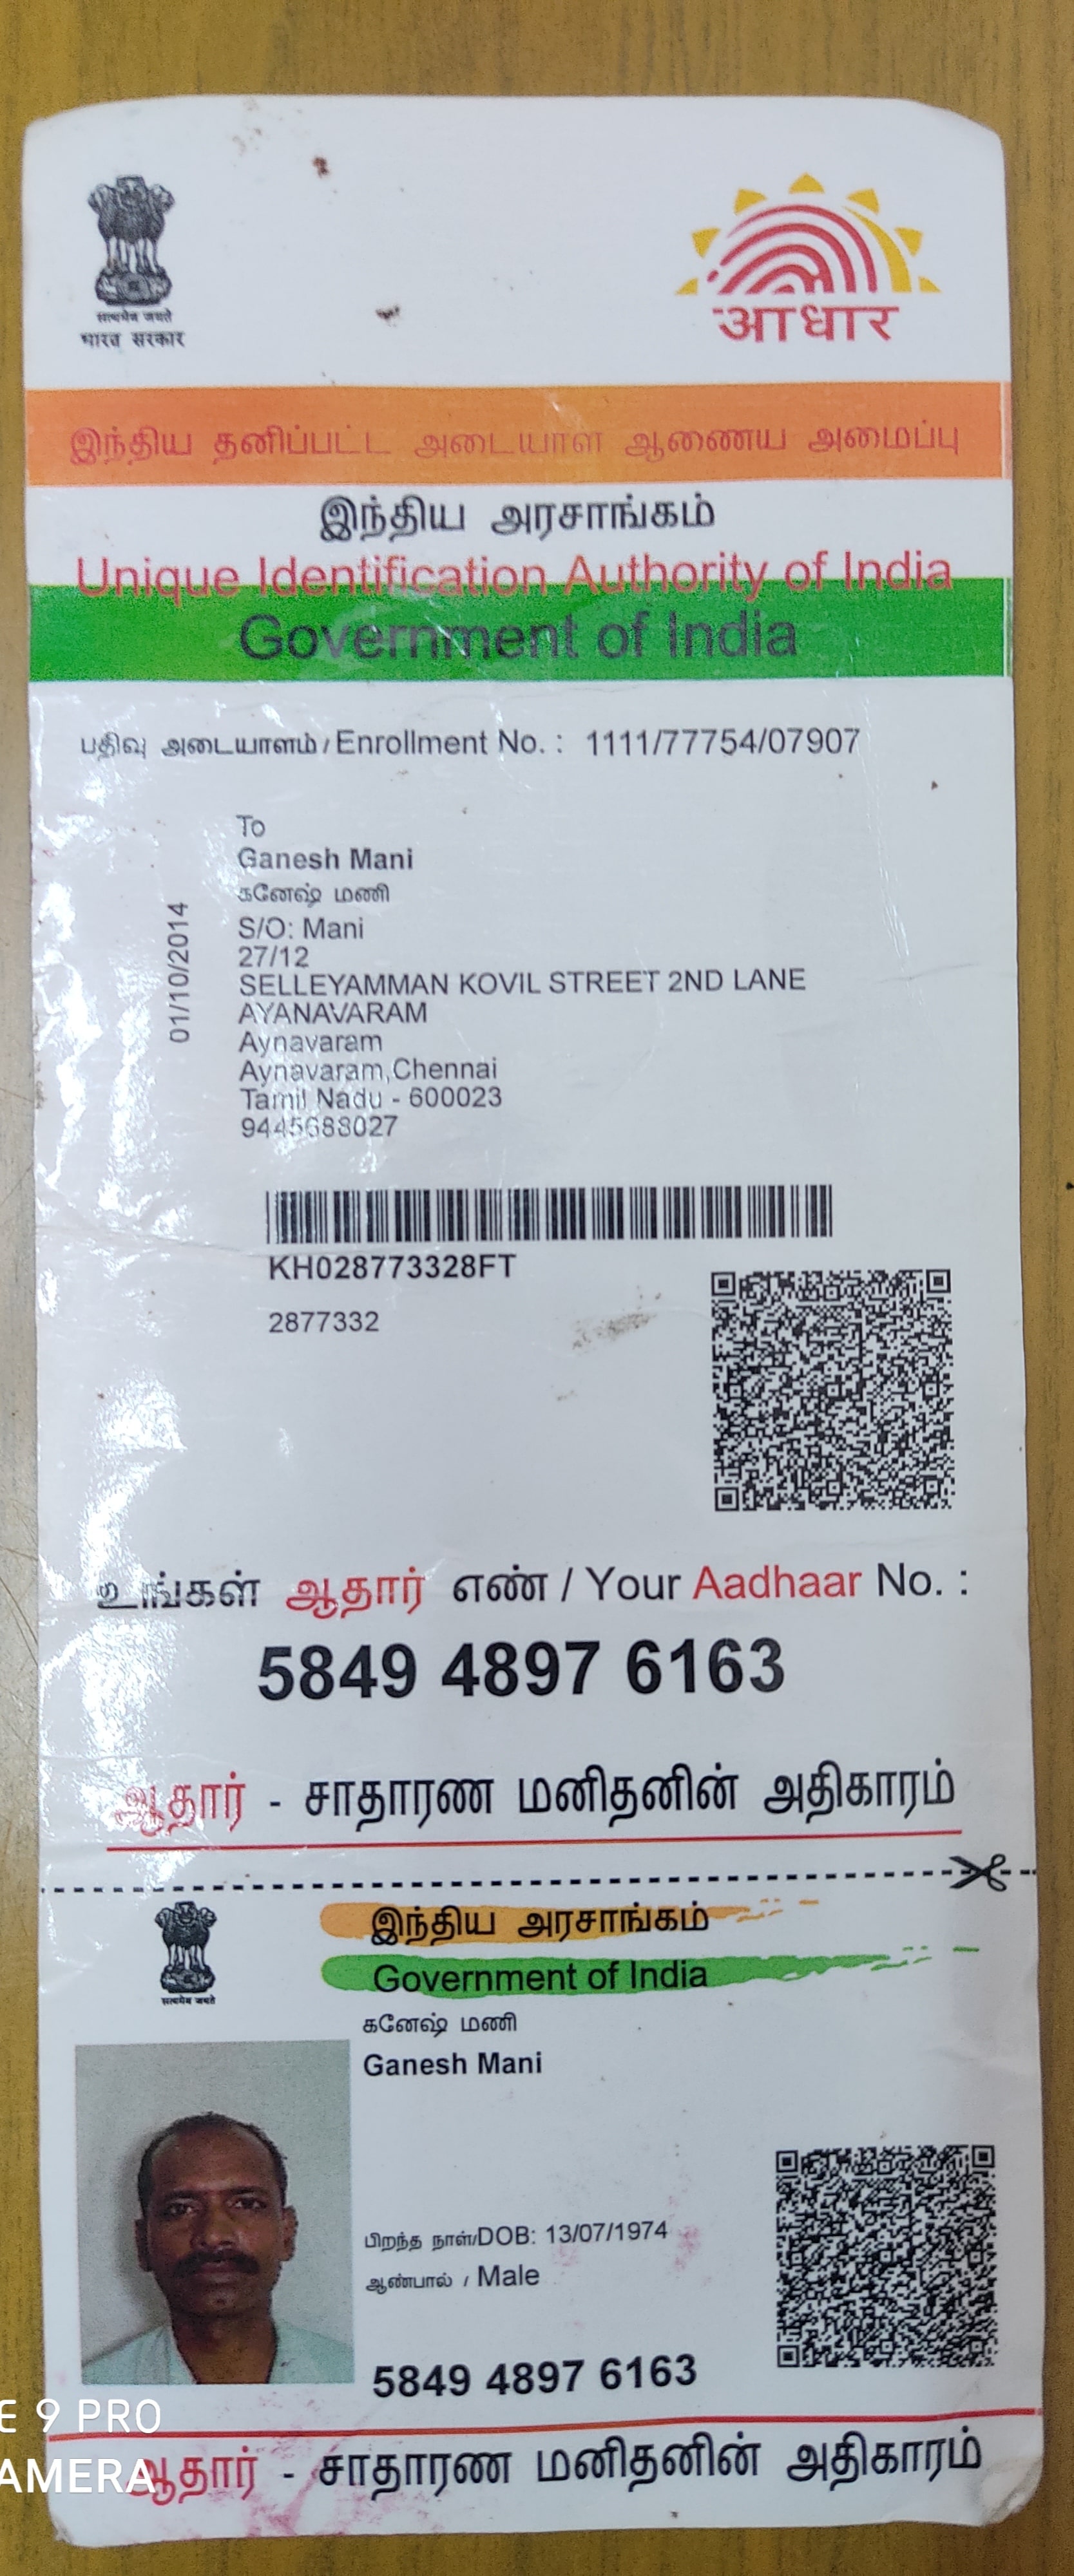 सत्यमेव जयते
भारत सरकार
आधार
இந்திய தனிப்பட்ட அடையாள ஆணைய அமைப்பு
இந்திய அரசாங்கம்
Unique Identification Authority of India
Government of India
பதிவு அடையாளம் / Enrollment No. : 1111/77754/07907
To
Ganesh Mani
கனேஷ் மணி
S/O: Mani
27/12
SELLEYAMMAN KOVIL STREET 2ND LANE
AYANAVARAM
Aynavaram
Aynavaram,Chennai
Tamil Nadu - 600023
9445688027
01/10/2014
KH028773328FT
2877332
உங்கள் ஆதார் எண் / Your Aadhaar No. :
5849 4897 6163
ஆதார் - சாதாரண மனிதனின் அதிகாரம்
இந்திய அரசாங்கம்
Government of India
सत्यमेव जयते
கனேஷ் மணி
Ganesh Mani
பிறந்த நாள்/DOB: 13/07/1974
ஆண்பால் / Male
5849 4897 6163
ஆதார் - சாதாரண மனிதனின் அதிகாரம்
E 9 PRO
AMERA